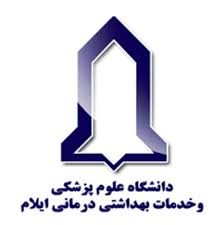 دانشگاه علوم پزشکی
وخدمات بهداشتی درمانی ایلام